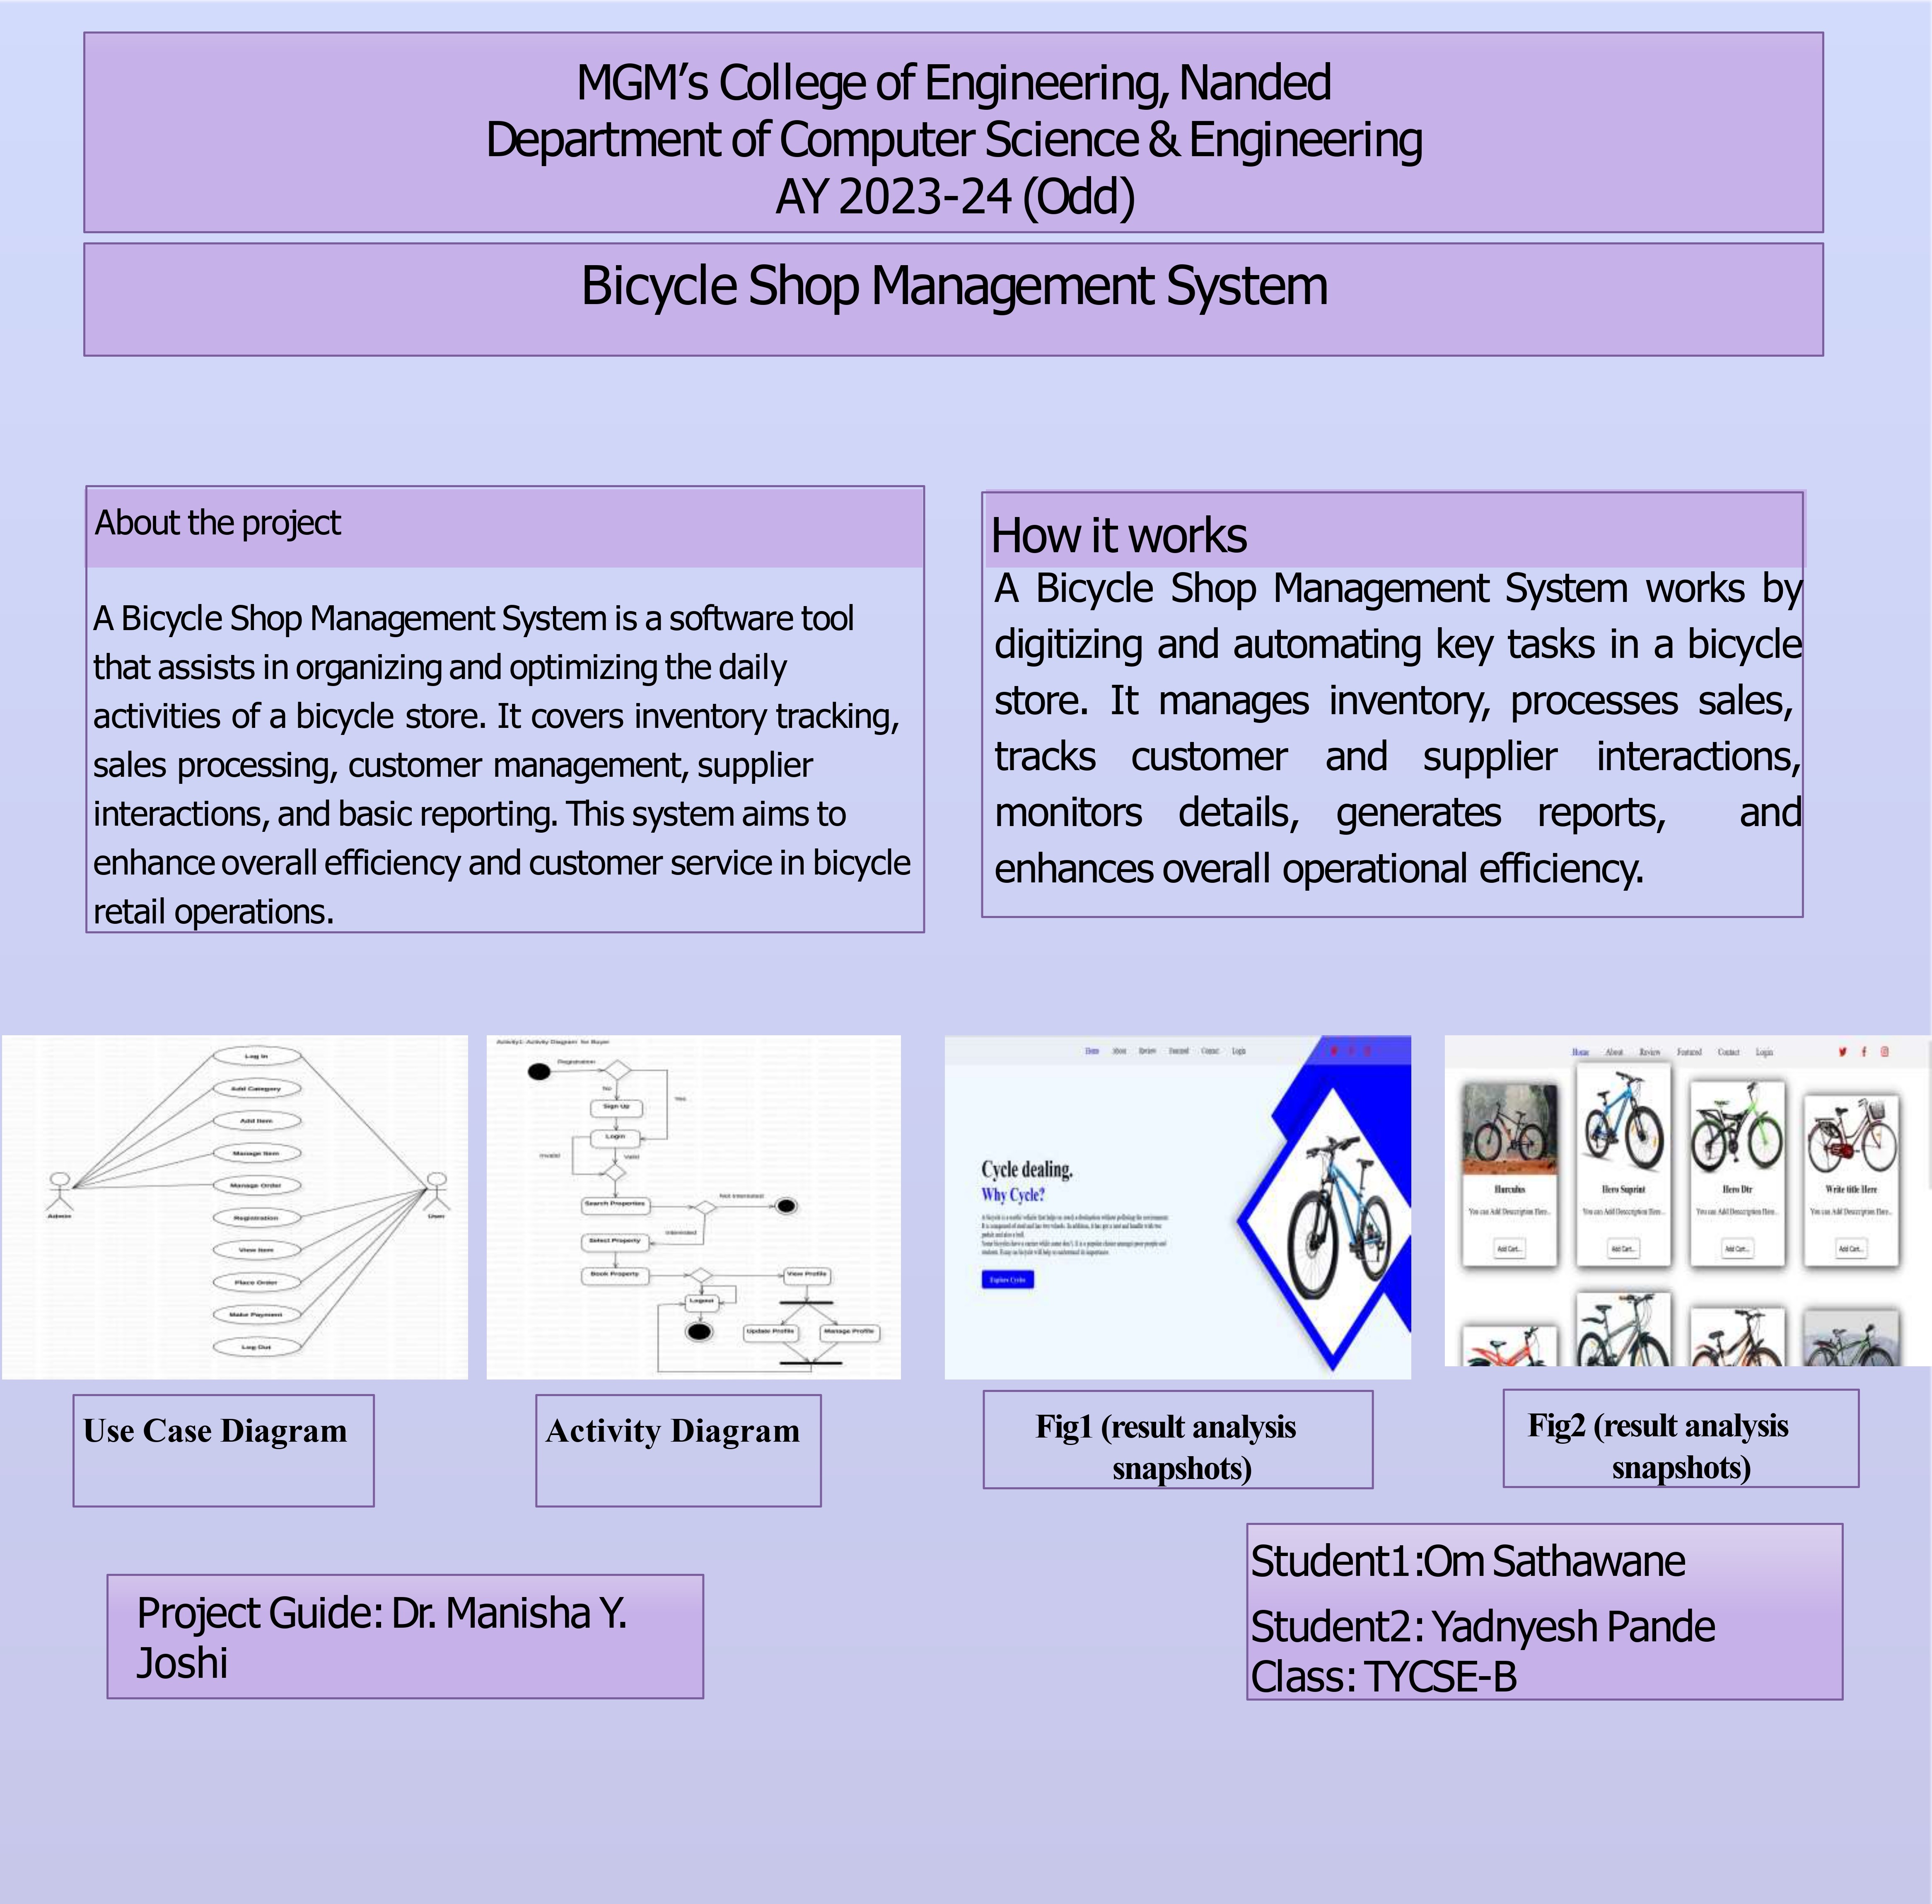 MGM’s College of Engineering, Nanded
Department of Computer Science & Engineering
AY 2023-24 (Odd)
Bicycle Shop Management System
About the project
A Bicycle Shop Management System is a software tool
that assists in organizing and optimizing the daily
activities of a bicycle store. It covers inventory tracking,
sales processing, customer management, supplier
interactions, and basic reporting. This system aims to
enhance overall efficiency and customer service in bicycle
retail operations.
How it works
A Bicycle Shop Management System works by
digitizing and automating key tasks in a bicycle
store. It manages inventory, processes sales,
tracks customer and supplier interactions,
monitors details, generates reports, and
enhances overall operational efficiency.
Log In
Add Category
Add Item
Manage Item
Manage Order
Registration
View Item
Place Order
Make Payment
Log Out
Admin
User
Activity1: Activity Diagram for Buyer
Registration
No
Yes
Sign Up
Login
Invalid
Valid
Search Properties
Not Interested
Interested
Select Property
Book Property
View Profile
Logout
Update Profile
Manage Profile
Home About Review Featured Contact Login
Cycle dealing.
Why Cycle?
Explore Cycles
Home About Review Featured Contact Login
Hurculus
Hero Suprint
Hero Dtr
Write title Here
You can Add Desccription Here..
You can Add Desccription Here..
You can Add Desccription Here..
You can Add Desccription Here..
Add Cart...
Add Cart...
Add Cart...
Add Cart...
Use Case Diagram
Activity Diagram
Fig1 (result analysis
snapshots)
Fig2 (result analysis
snapshots)
Project Guide: Dr. Manisha Y.
Joshi
Student1:Om Sathawane
Student2: Yadnyesh Pande
Class: TYCSE-B